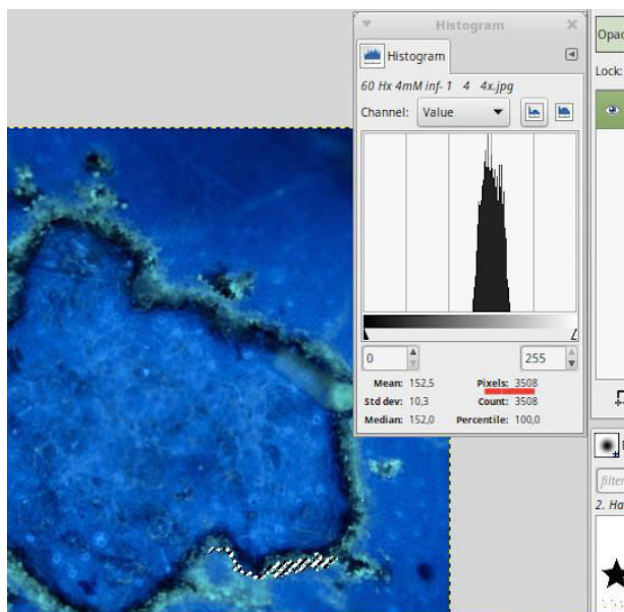 Histogram
Histogram
60 Hx 4mM inf- 1 4 4x.jpg
Channel: Value
0 255
Mean: 152,5 Pixels: 3508
Std dev: 10,3 Count: 3508
Median: 152,0 Percentile: 100,0
Opac
Lock:
filter
2. Ha